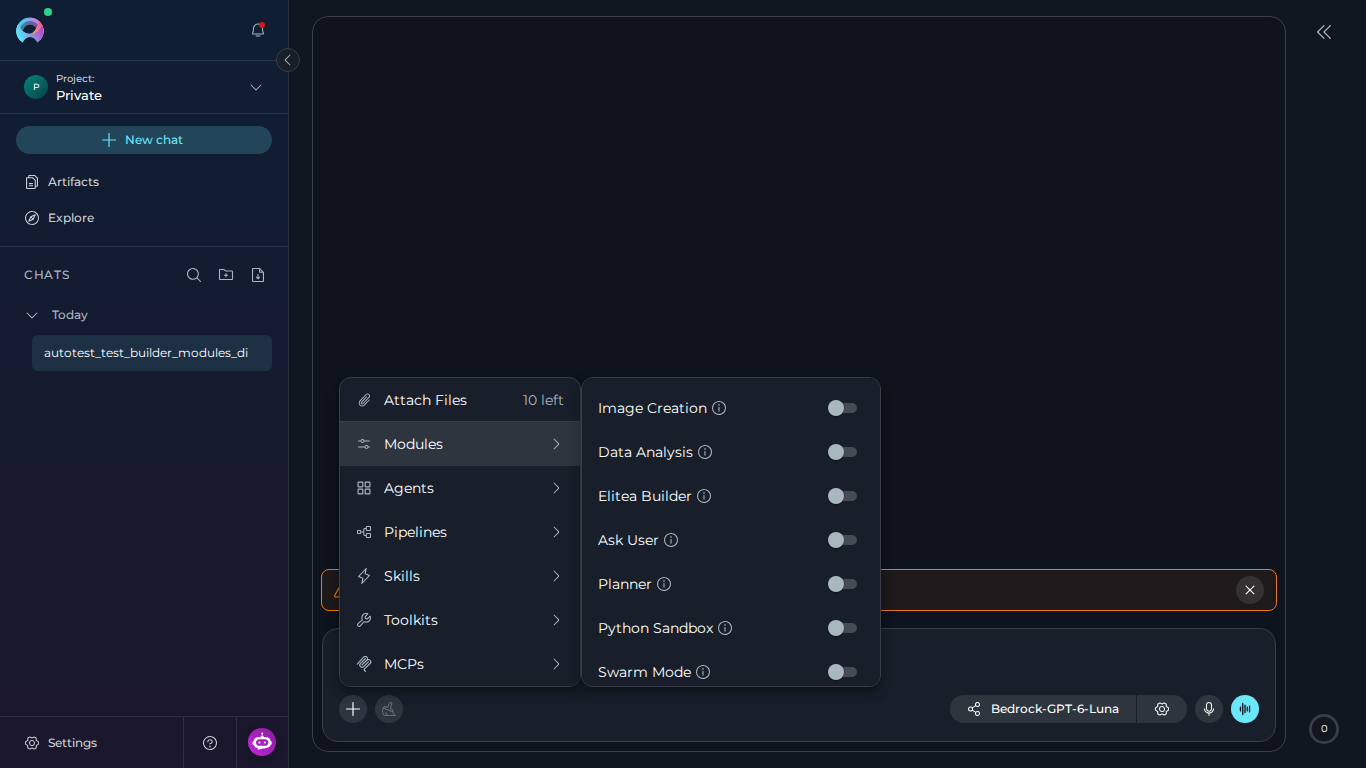 Project:
P
Private
New chat
Artifacts
Explore
CHATS
Today
autotest_test_builder_modules_di
Settings
Attach Files 10 left
Modules
Agents
Pipelines
Skills
Toolkits
MCPs
Image Creation
Data Analysis
Elitea Builder
Ask User
Planner
Python Sandbox
Swarm Mode
Bedrock-GPT-6-Luna
0